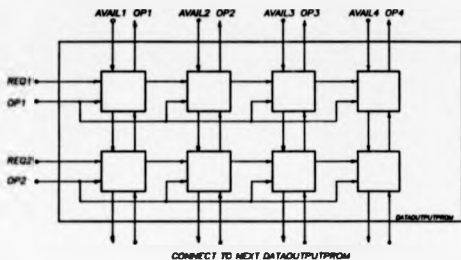 AVAIL1 OP1 AVAIL2 OP2 AVAIL3 OP3 AVAIL4 OP4
REQ1
OP1
REQ2
OP2
DATAOUTPUTPROM
CONNECT TO NEXT DATAOUTPUTPROM